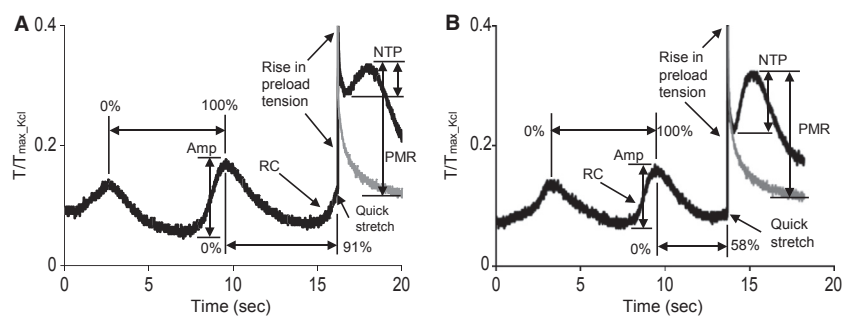 A
0.4
0.2
0
T/Tmax_Kcl
0%
100%
Amp
0%
RC
Rise in
preload
tension
NTP
PMR
Quick
stretch
91%
0
5
10
15
20
Time (sec)
B
0.4
0.2
0
T/Tmax_Kcl
0%
100%
Amp
RC
0%
58%
Rise in
preload
tension
NTP
PMR
Quick
stretch
0
5
10
15
20
Time (sec)